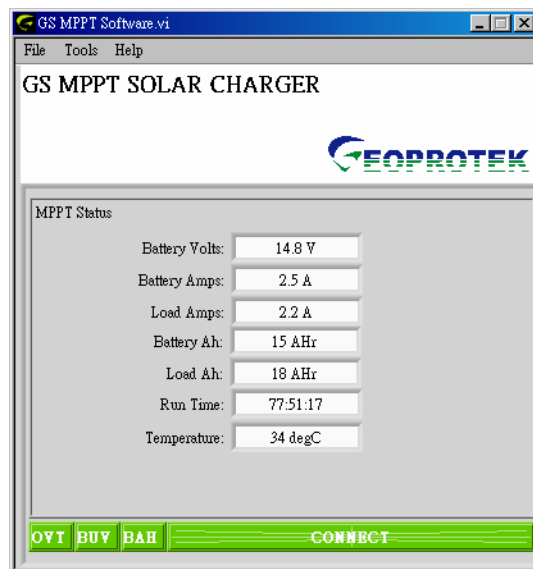 GS MPPT Software.vi
File Tools Help
GS MPPT SOLAR CHARGER
GEOPROTEK
MPPT Status
Battery Volts: 14.8 V
Battery Amps: 2.5 A
Load Amps: 2.2 A
Battery Ah: 15 AHr
Load Ah: 18 AHr
Run Time: 77:51:17
Temperature: 34 degC
OVT BUV BAH CONNECT